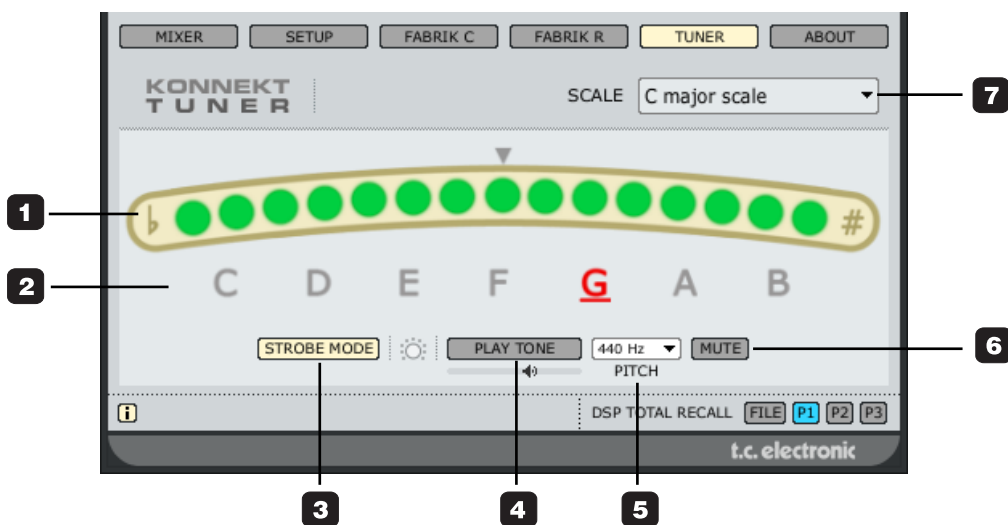 MIXER SETUP FABRIK C FABRIK R TUNER ABOUT
KONNEKT
TUNER
SCALE C major scale
7
1
♭ #
2
C D E F G A B
STROBE MODE PLAY TONE 440 Hz MUTE
6
PITCH
i DSP TOTAL RECALL FILE P1 P2 P3
t.c. electronic
3 4 5